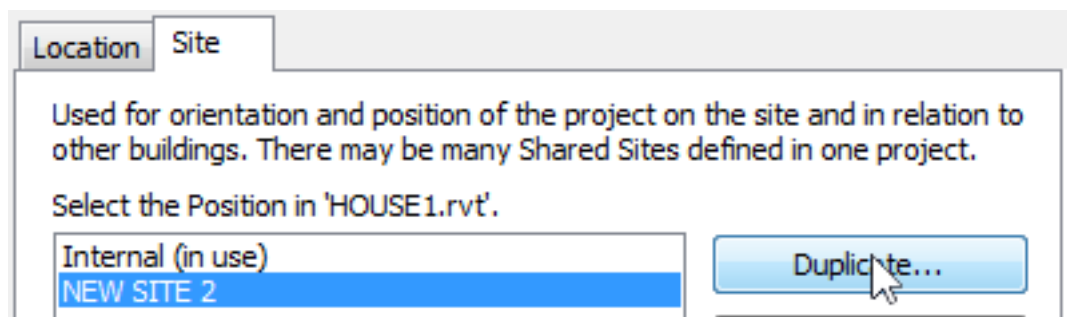 Location Site
Used for orientation and position of the project on the site and in relation to
other buildings. There may be many Shared Sites defined in one project.
Select the Position in 'HOUSE1.rvt'.
Internal (in use)
NEW SITE 2
Duplicate...